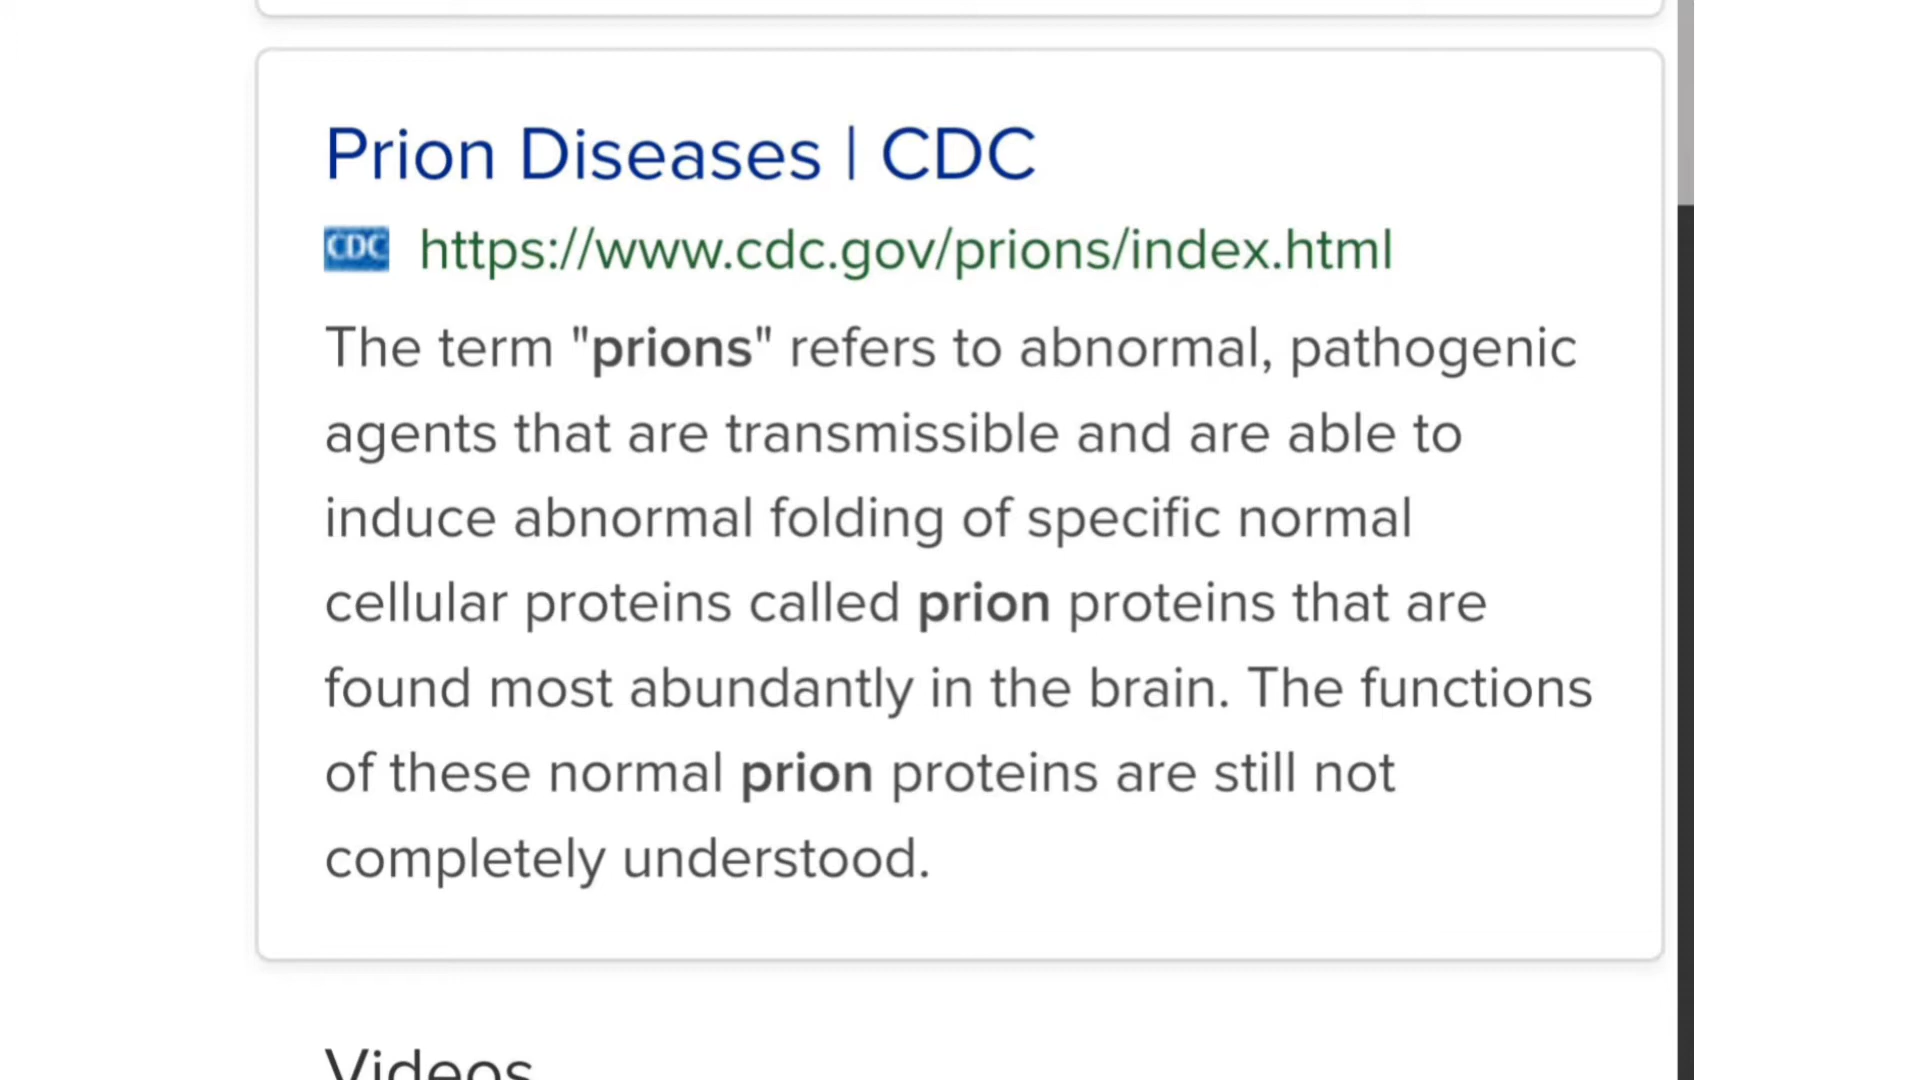 Prion Diseases | CDC
CDC https://www.cdc.gov/prions/index.html
The term "prions" refers to abnormal, pathogenic
agents that are transmissible and are able to
induce abnormal folding of specific normal
cellular proteins called prion proteins that are
found most abundantly in the brain. The functions
of these normal prion proteins are still not
completely understood.
Videos